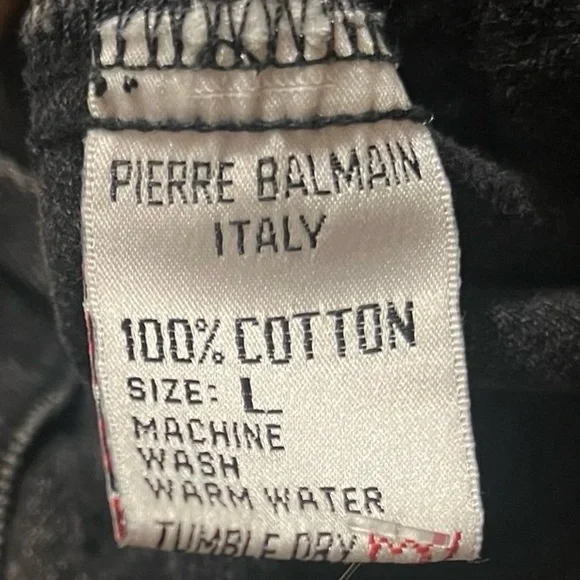 PIERRE BALMAIN
ITALY
100% COTTON
SIZE: L
MACHINE
WASH
WARM WATER
TUMBLE DRY